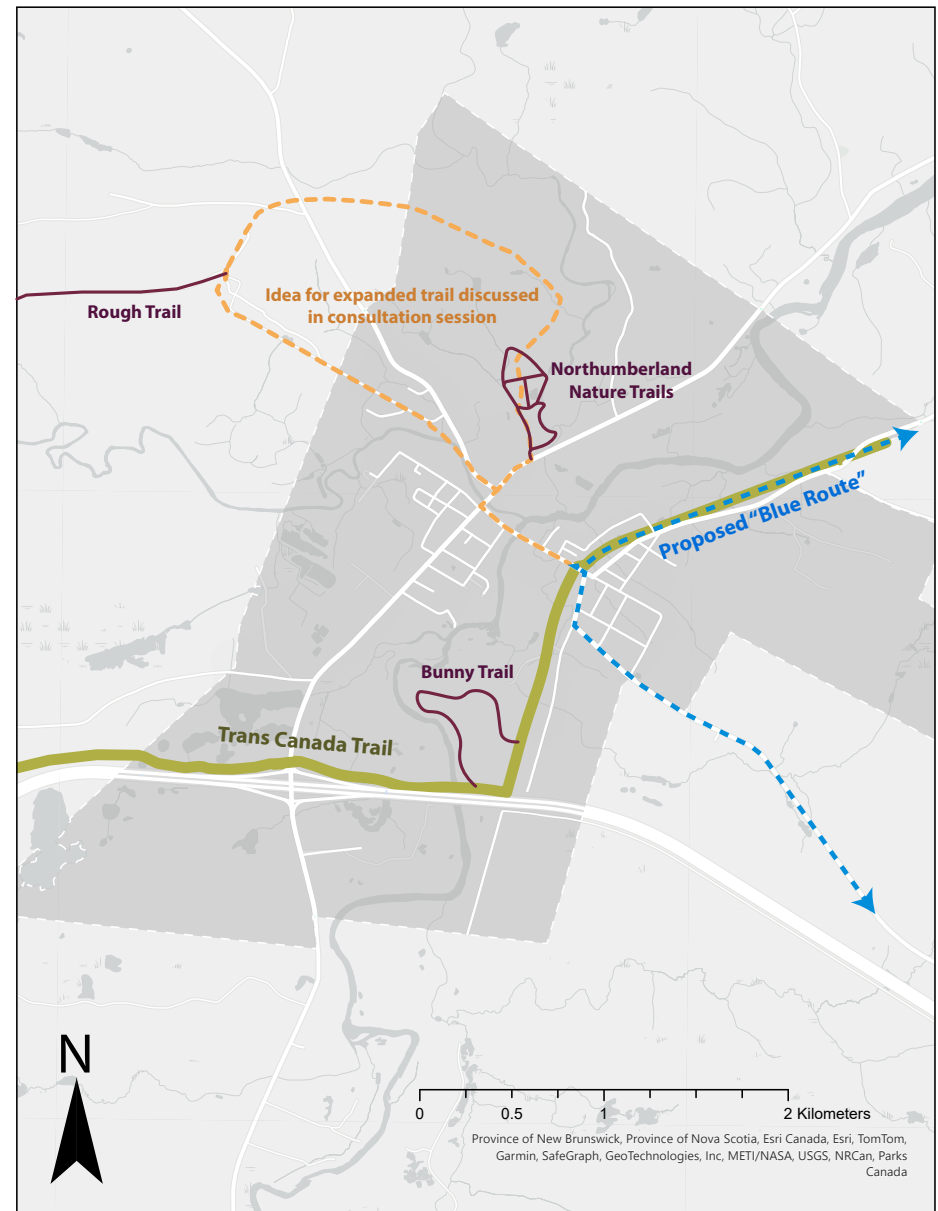 Idea for expanded trail discussed
in consultation session
Rough Trail
Northumberland
Nature Trails
Proposed “Blue Route”
Bunny Trail
Trans Canada Trail
N
0 0.5 1 2 Kilometers
Province of New Brunswick, Province of Nova Scotia, Esri Canada, Esri, TomTom,
Garmin, SafeGraph, GeoTechnologies, Inc, METI/NASA, USGS, NRCan, Parks
Canada